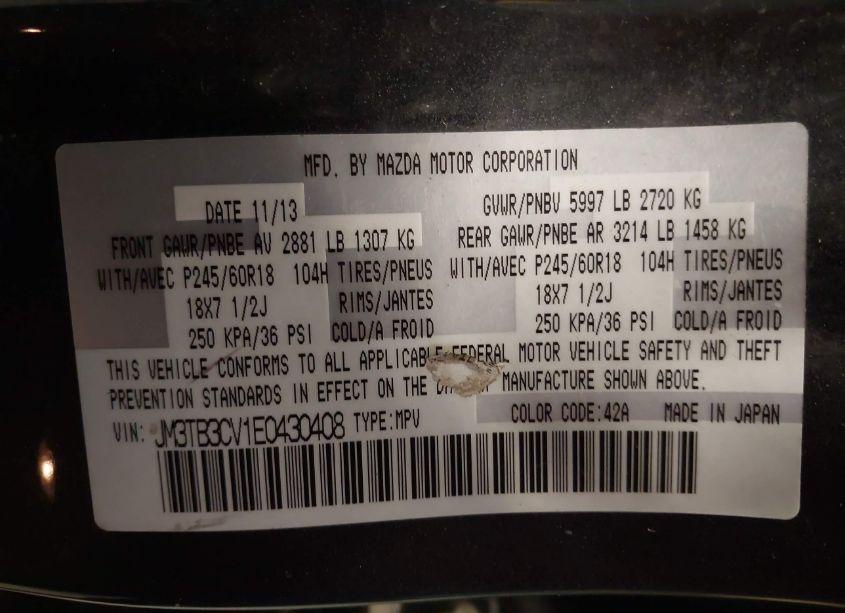 MFD. BY MAZDA MOTOR CORPORATION
DATE 11/13 GVWR/PNBV 5997 LB 2720 KG
FRONT GAWR/PNBE AV 2881 LB 1307 KG REAR GAWR/PNBE AR 3214 LB 1458 KG
WITH/AVEC P245/60R18 104H TIRES/PNEUS WITH/AVEC P245/60R18 104H TIRES/PNEUS
18X7 1/2J RIMS/JANTES 18X7 1/2J RIMS/JANTES
250 KPA/36 PSI COLD/A FROID 250 KPA/36 PSI COLD/A FROID
THIS VEHICLE CONFORMS TO ALL APPLICABLE FEDERAL MOTOR VEHICLE SAFETY AND THEFT
PREVENTION STANDARDS IN EFFECT ON THE MANUFACTURE SHOWN ABOVE.
COLOR CODE:42A MADE IN JAPAN
VIN: JM3TB3CV1E0430408 TYPE:MPV